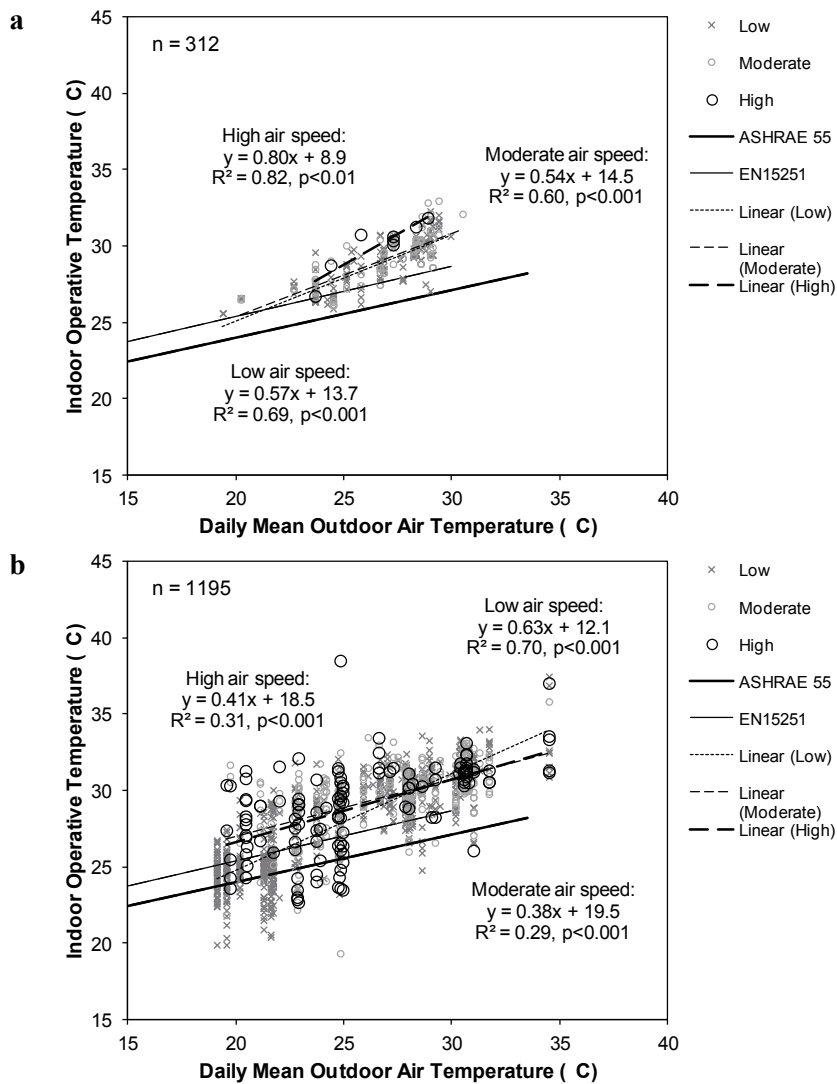 a
45
40
35
30
25
20
15
15
20
25
30
35
40
Indoor Operative Temperature ( C)
Daily Mean Outdoor Air Temperature ( C)
n = 312
High air speed:
y = 0.80x + 8.9
R² = 0.82, p<0.01
Moderate air speed:
y = 0.54x + 14.5
R² = 0.60, p<0.001
Low air speed:
y = 0.57x + 13.7
R² = 0.69, p<0.001
Low
Moderate
High
ASHRAE 55
EN15251
Linear (Low)
Linear
(Moderate)
Linear (High)
b
45
40
35
30
25
20
15
15
20
25
30
35
40
Indoor Operative Temperature ( C)
Daily Mean Outdoor Air Temperature ( C)
n = 1195
Low air speed:
y = 0.63x + 12.1
R² = 0.70, p<0.001
High air speed:
y = 0.41x + 18.5
R² = 0.31, p<0.001
Moderate air speed:
y = 0.38x + 19.5
R² = 0.29, p<0.001
Low
Moderate
High
ASHRAE 55
EN15251
Linear (Low)
Linear
(Moderate)
Linear (High)